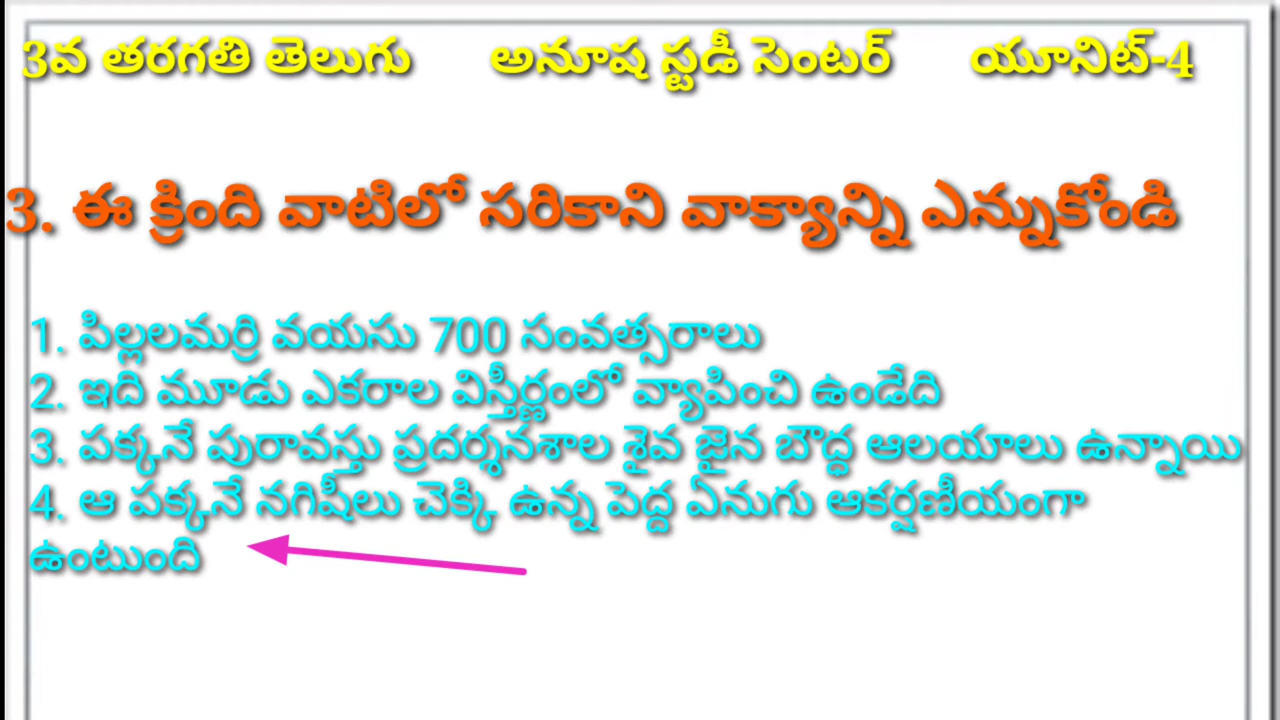 3వ తరగతి తెలుగు అనూష స్టడీ సెంటర్ యూనిట్-4
3. ఈ క్రింది వాటిలో సరికాని వాక్యాన్ని ఎన్నుకోండి
1. పిల్లలమర్రి వయసు 700 సంవత్సరాలు
2. ఇది మూడు ఎకరాల విస్తీర్ణంలో వ్యాపించి ఉండేది
3. పక్కనే పురావస్తు ప్రదర్శనశాల శైవ జైన బౌద్ధ ఆలయాలు ఉన్నాయి
4. ఆ పక్కనే నగిషీలు చెక్కి ఉన్న పెద్ద ఏనుగు ఆకర్షణీయంగా
ఉంటుంది